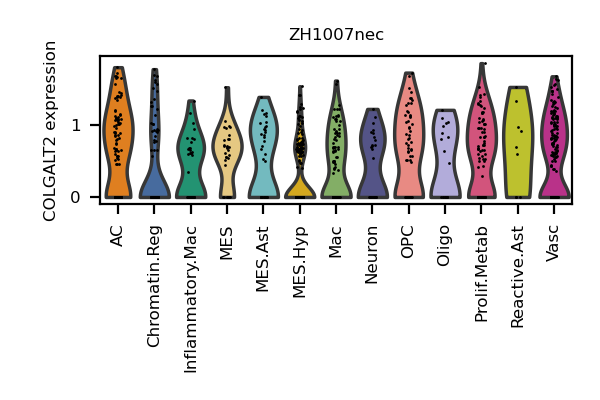 ZH1007nec
COLGALT2 expression
1
0
AC
Chromatin.Reg
Inflammatory.Mac
MES
MES.Ast
MES.Hyp
Mac
Neuron
OPC
Oligo
Prolif.Metab
Reactive.Ast
Vasc